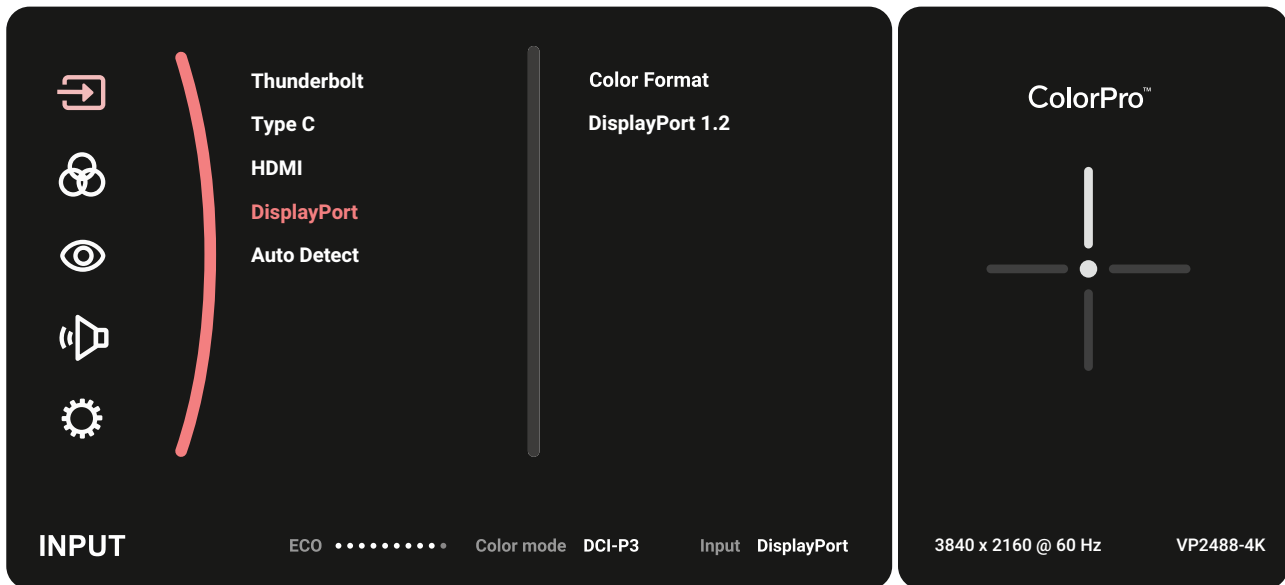 Thunderbolt
Type C
HDMI
DisplayPort
Auto Detect
Color Format
DisplayPort 1.2
INPUT
ECO
Color mode DCI-P3
Input DisplayPort
ColorPro™
3840 x 2160 @ 60 Hz
VP2488-4K